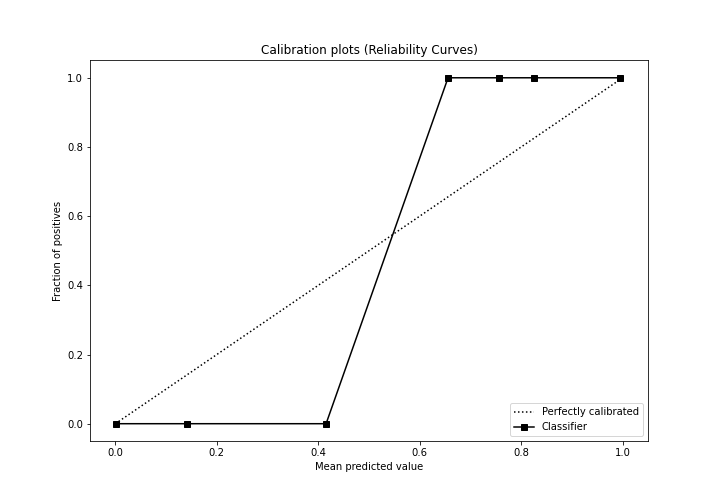 Calibration plots (Reliability Curves)
1.0
0.8
0.6
0.4
0.2
0.0
Fraction of positives
Perfectly calibrated
Classifier
0.0 0.2 0.4 0.6 0.8 1.0
Mean predicted value